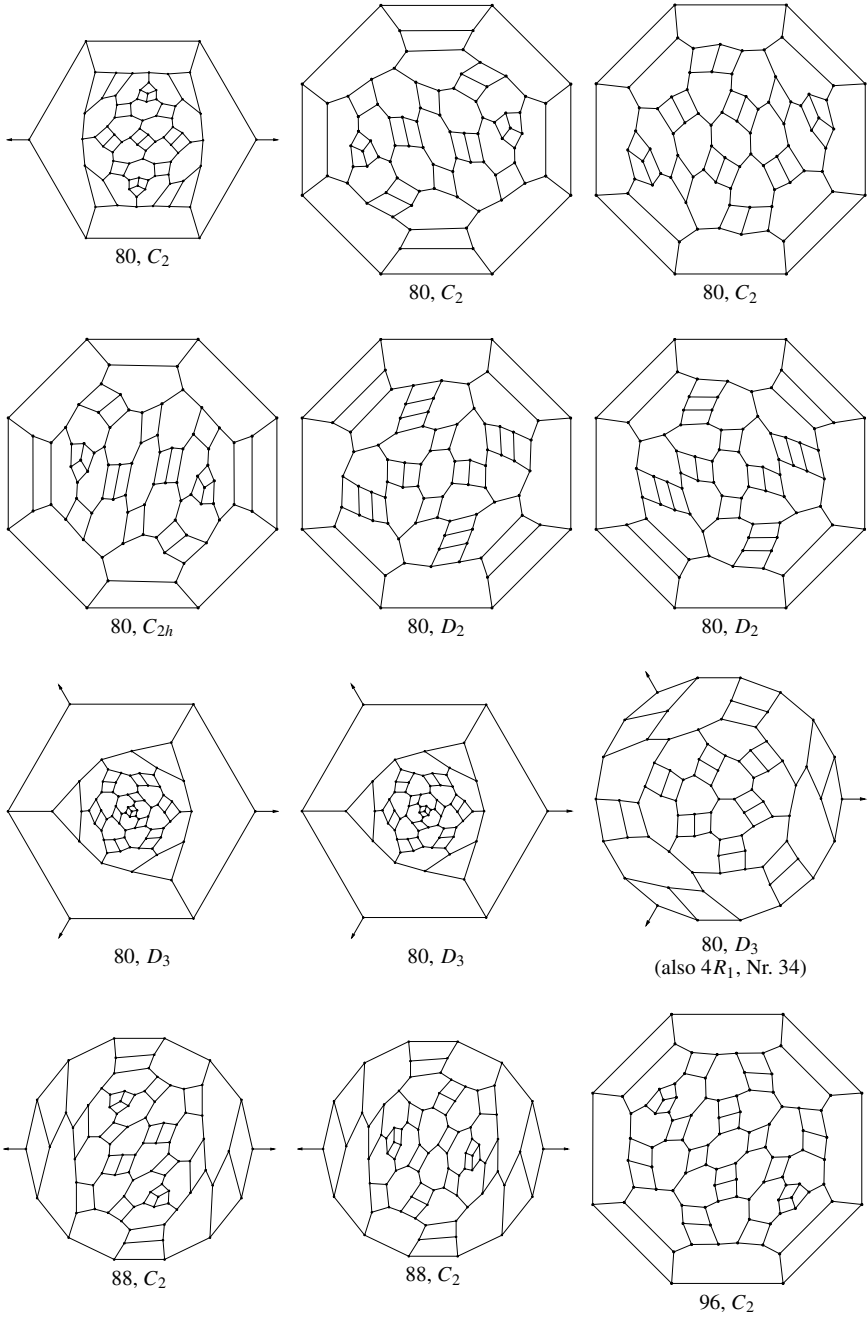 80, C₂
80, C₂
80, C₂
80, C₂ₕ
80, D₂
80, D₂
80, D₃
80, D₃
80, D₃
(also 4R₁, Nr. 34)
88, C₂
88, C₂
96, C₂